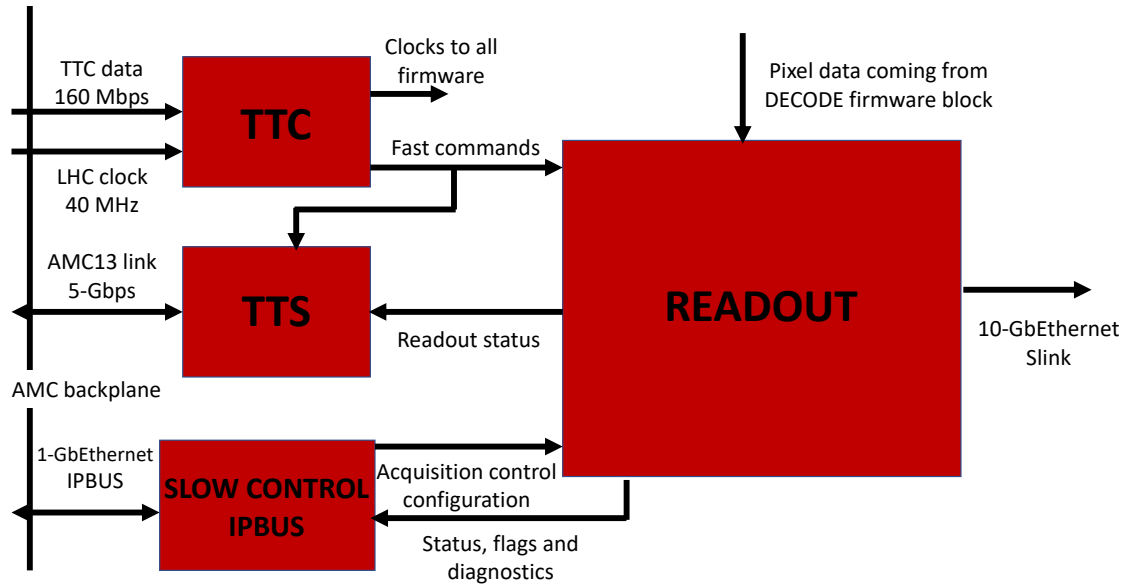 TTC data
160 Mbps
LHC clock
40 MHz
TTC
Clocks to all
firmware
Fast commands
Pixel data coming from
DECODE firmware block
AMC13 link
5-Gbps
TTS
Readout status
READOUT
10-GbEthernet
Slink
AMC backplane
1-GbEthernet
IPBUS
SLOW CONTROL
IPBUS
Acquisition control
configuration
Status, flags and
diagnostics